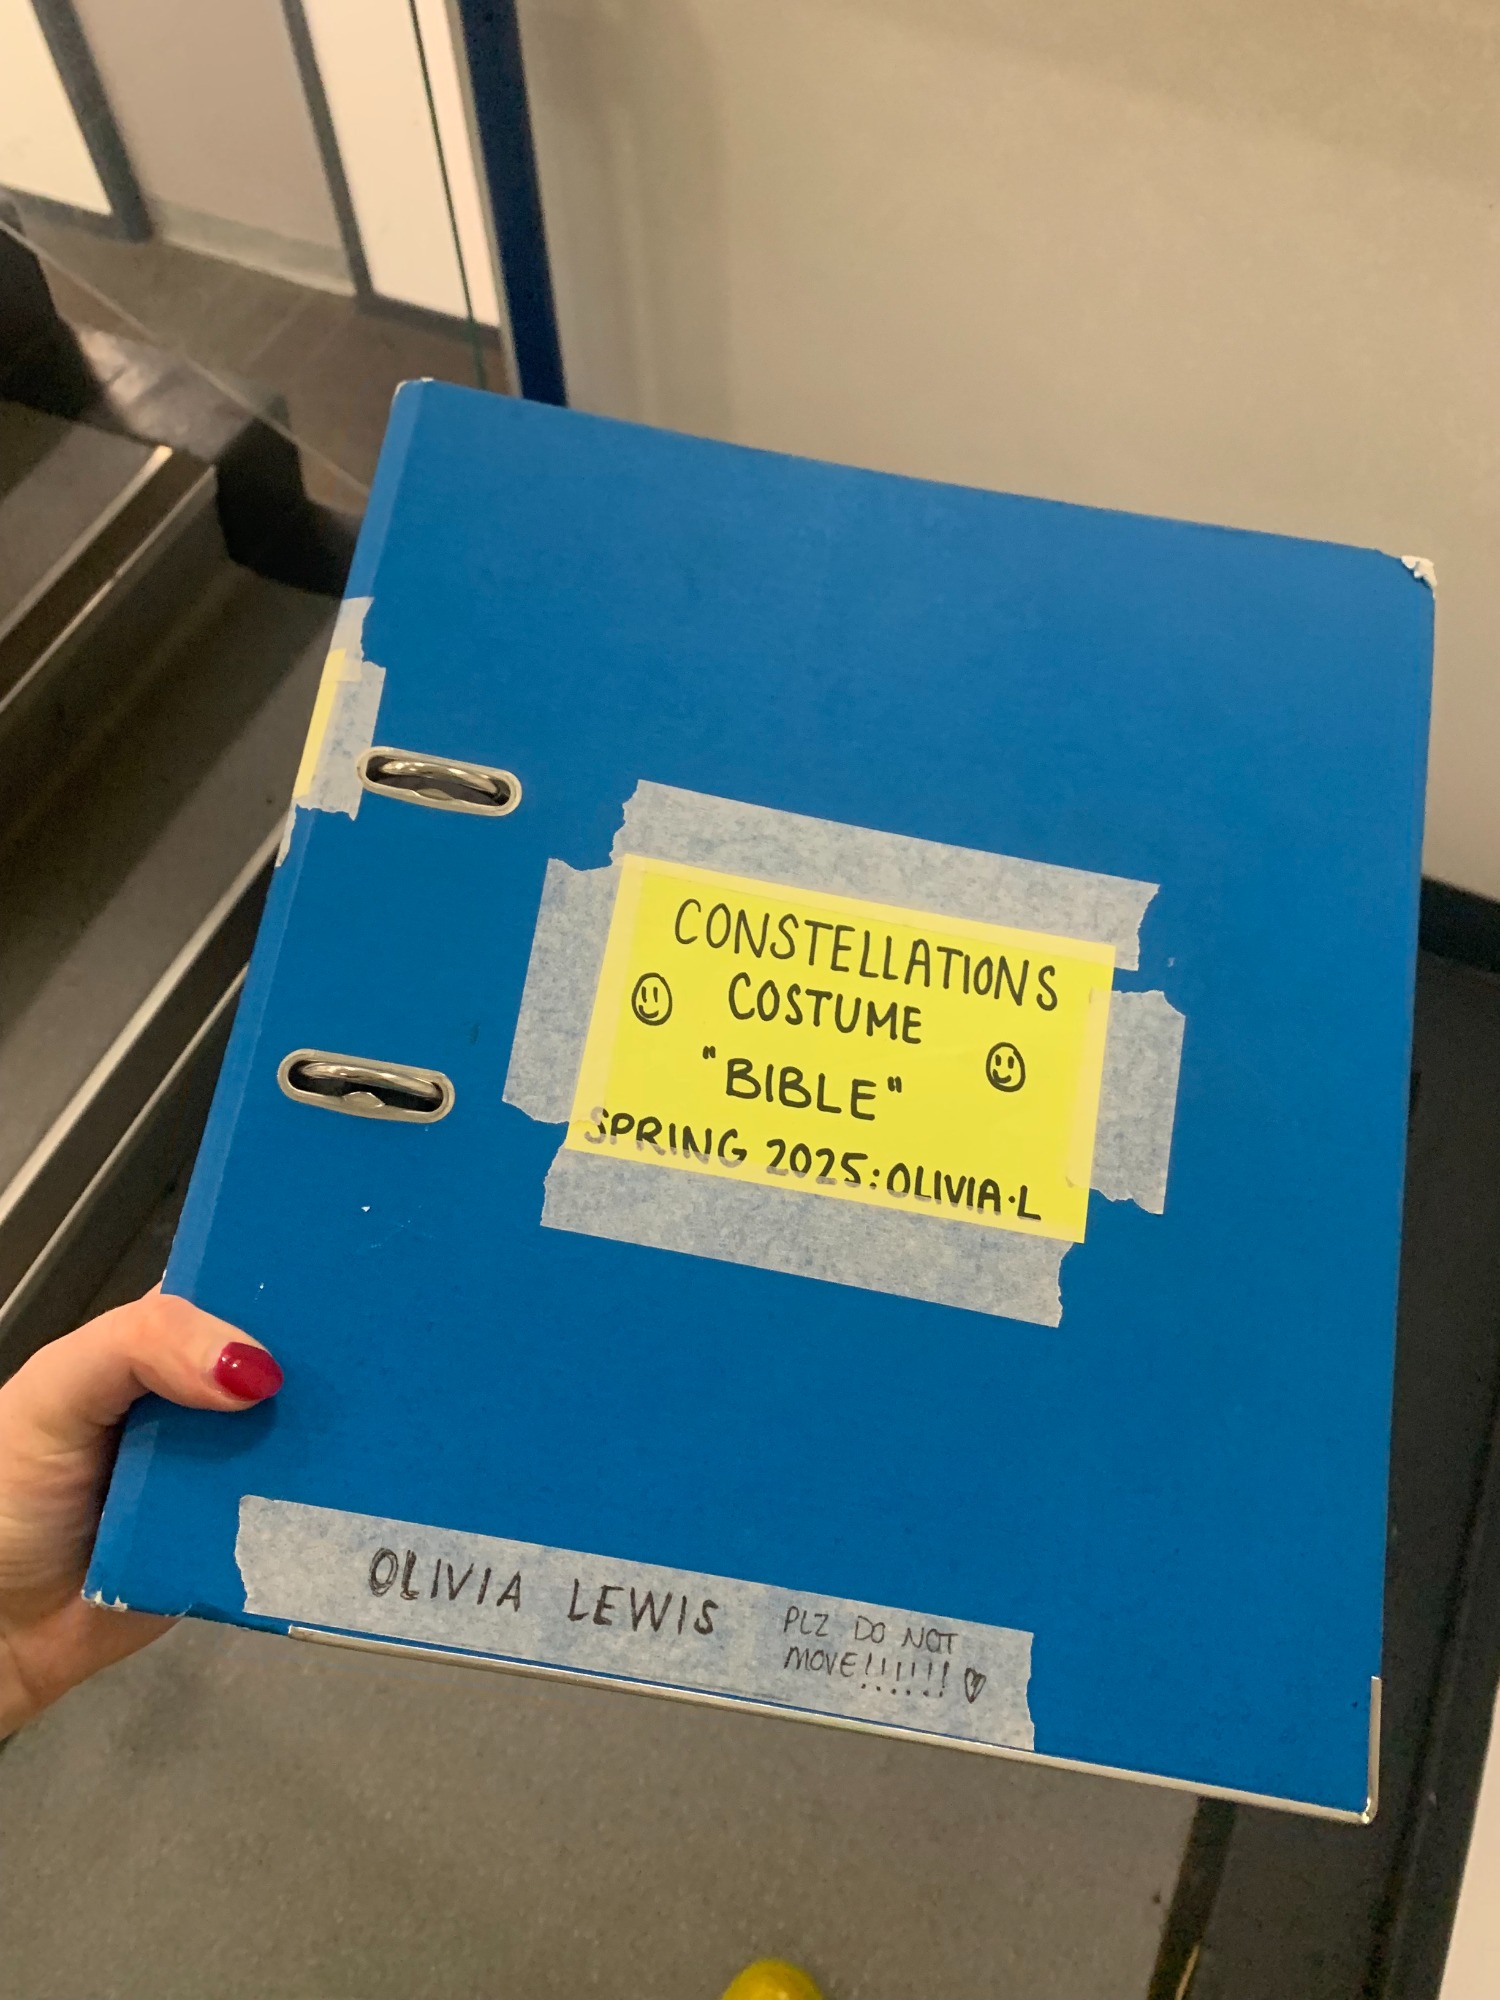 CONSTELLATIONS
COSTUME
"BIBLE"
SPRING 2025: OLIVIA·L
OLIVIA LEWIS
PLZ DO NOT
MOVE!!!!!!